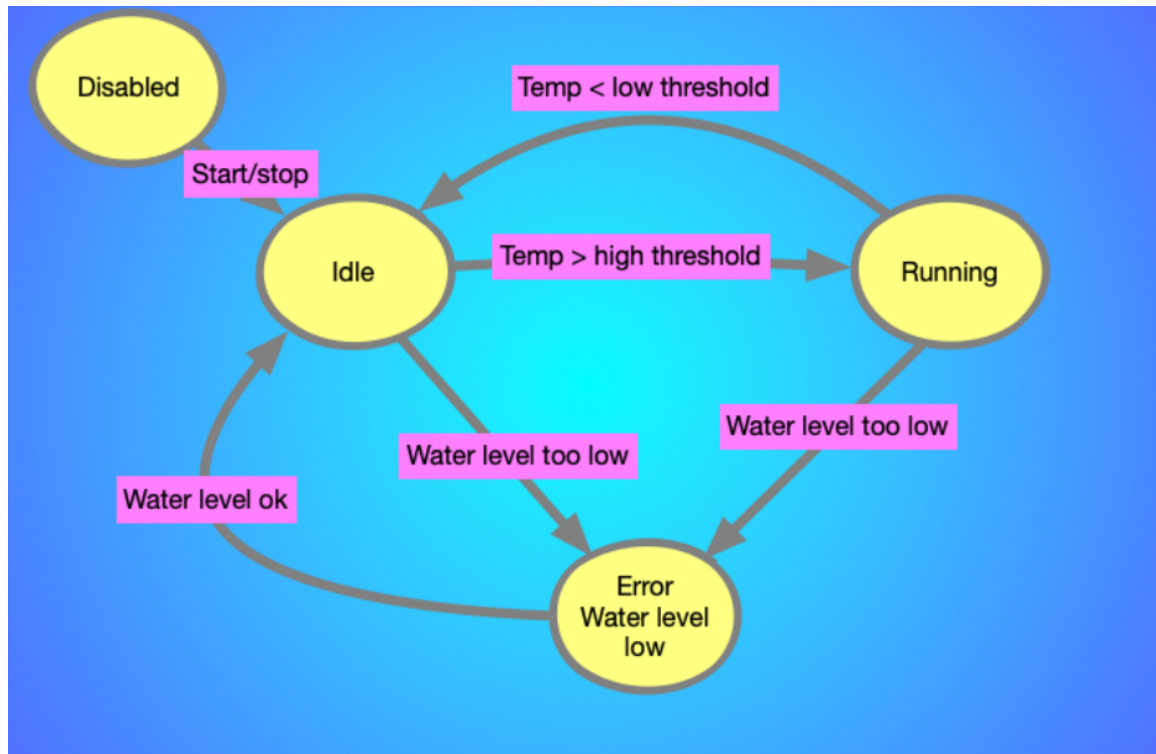 Disabled
Temp < low threshold
Start/stop
Temp > high threshold
Idle
Running
Water level too low
Water level too low
Water level ok
Error
Water level
low